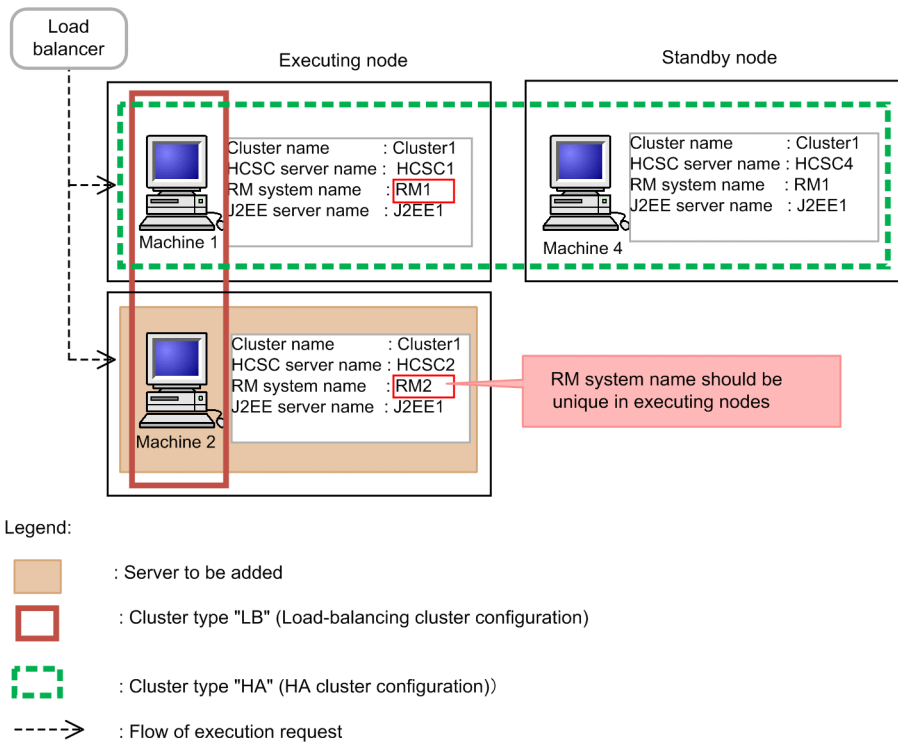 Load
balancer
Executing node
Standby node
Cluster name : Cluster1
HCSC server name : HCSC1
RM system name : RM1
J2EE server name : J2EE1
Machine 1
Cluster name : Cluster1
HCSC server name : HCSC4
RM system name : RM1
J2EE server name : J2EE1
Machine 4
Cluster name : Cluster1
HCSC server name : HCSC2
RM system name : RM2
J2EE server name : J2EE1
Machine 2
RM system name should be
unique in executing nodes
Legend:
: Server to be added
: Cluster type "LB" (Load-balancing cluster configuration)
: Cluster type "HA" (HA cluster configuration)）
: Flow of execution request